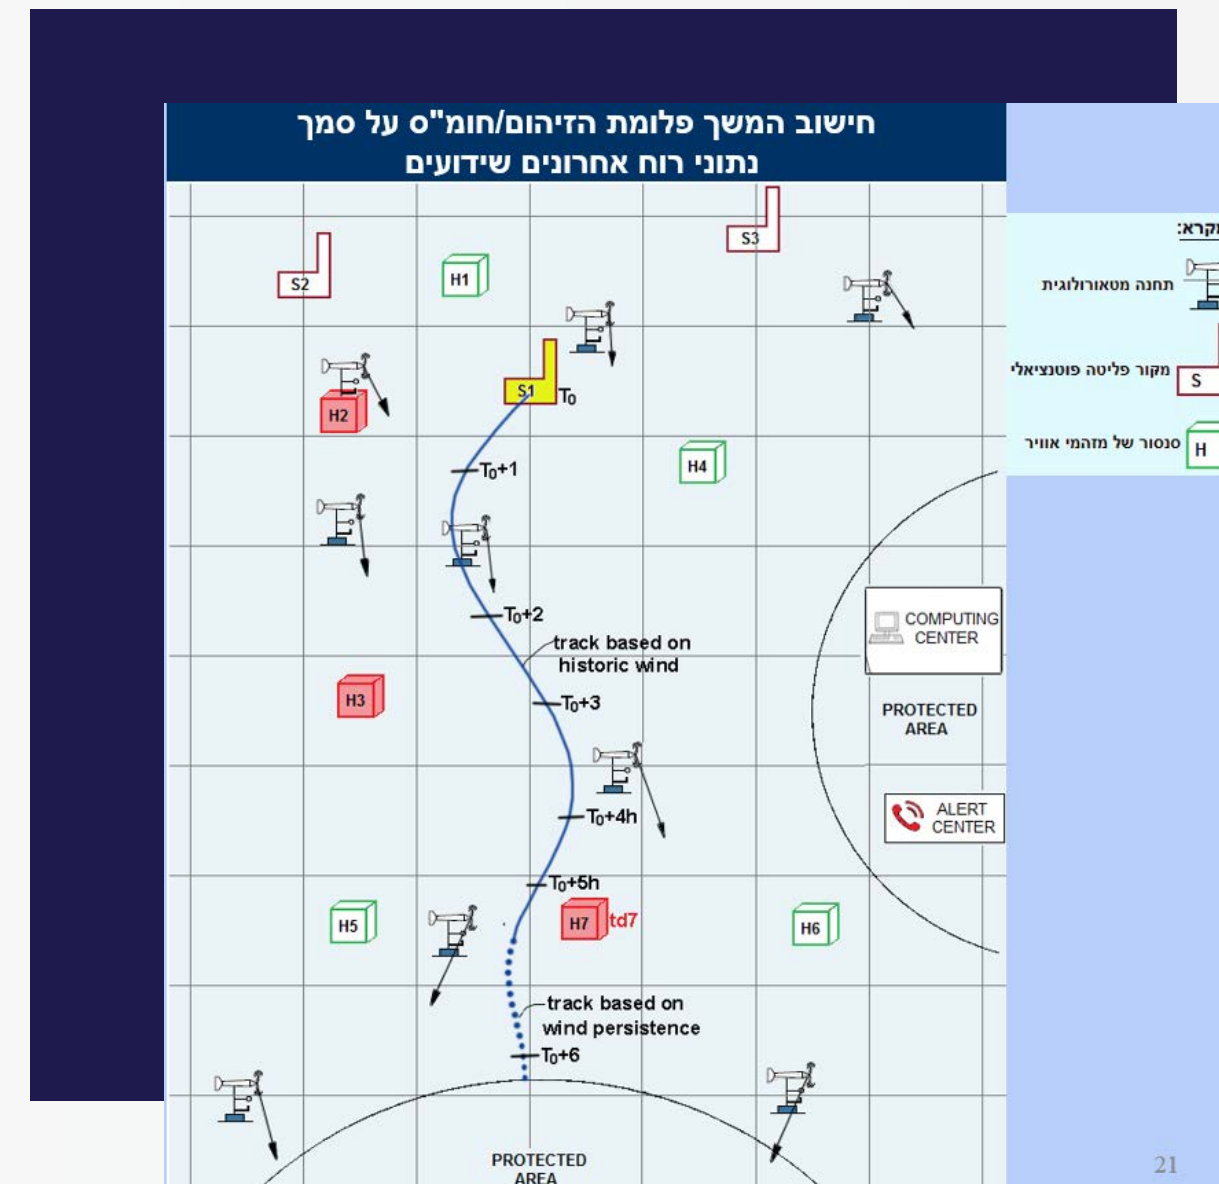 חישוב המשך פלומת הזיהום/חומ"ס על סמך
נתוני רוח אחרונים שידועים
S3
S2
H1
S1
T0
H2
T0+1
H4
T0+2
track based on
historic wind
H3
T0+3
T0+4h
T0+5h
H5
H7
td7
H6
track based on
wind persistence
T0+6
COMPUTING
CENTER
PROTECTED
AREA
ALERT
CENTER
PROTECTED
AREA
תחנה מטאורולוגית
מקור פליטה פוטנציאלי
S
סנסור של מזהמי אוויר
H
21